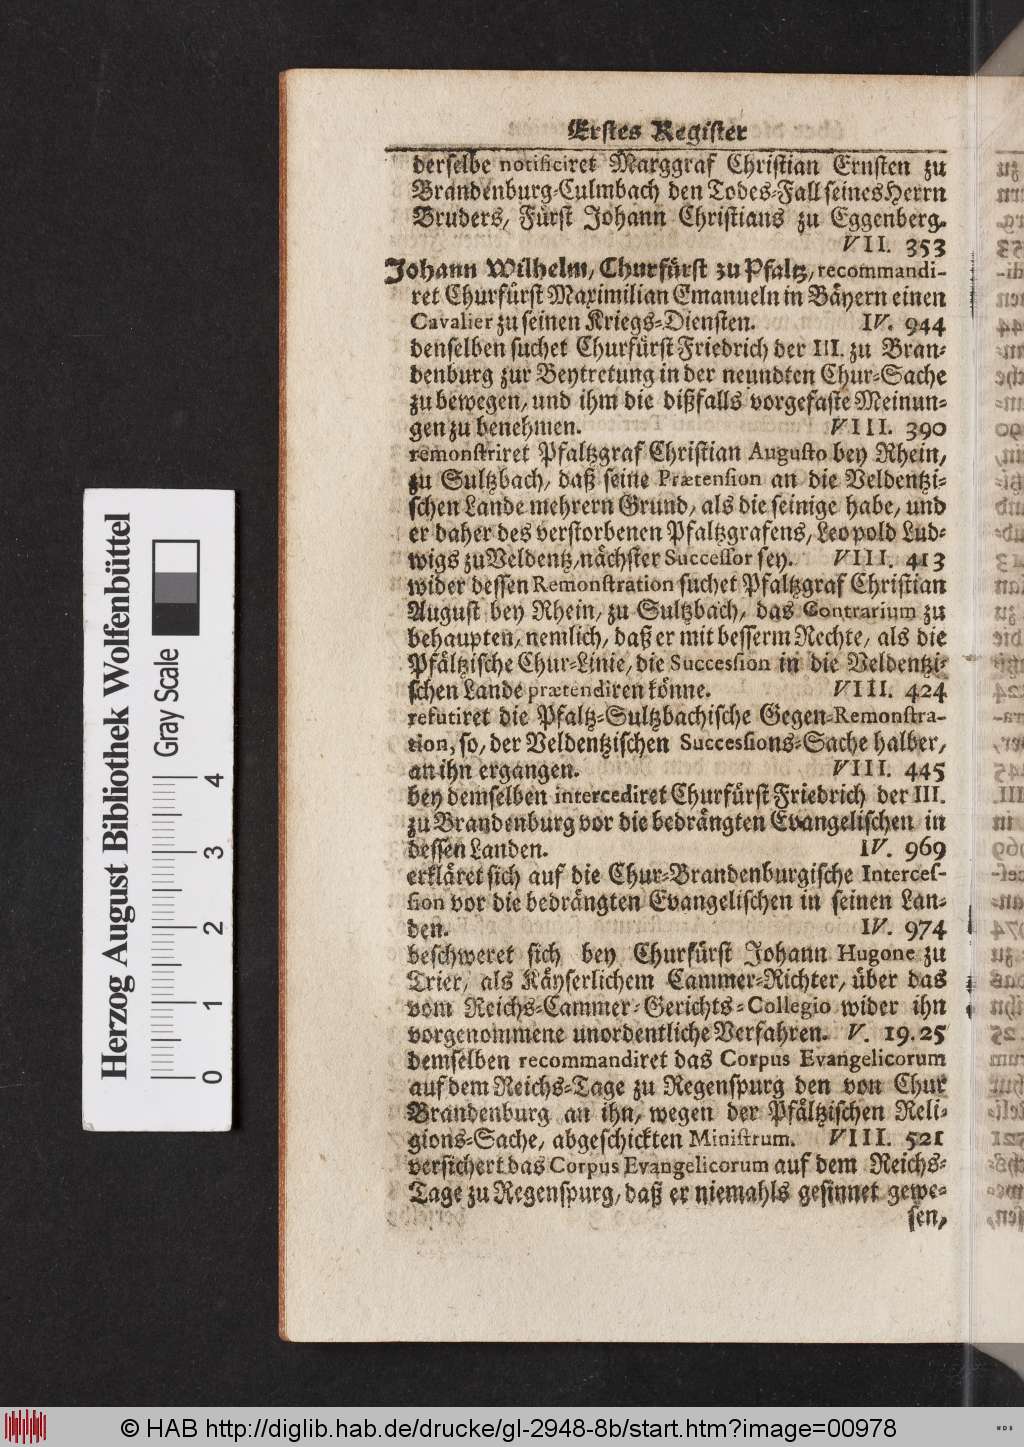 Erstes Register
derselbe notificiret Marggraf Christian Ernsten zu
Brandenburg-Culmbach den Todes-Fall seines Herrn
Bruders, Fürst Johann Christians zu Eggenberg.
VII. 353
Johann Wilhelm, Churfürst zu Pfaltz, recommandi-
ret Churfürst Maximilian Emanueln in Bäyern einen
Cavalier zu seinen Kriegs-Diensten. IV. 944
denselben suchet Churfürst Friedrich der III. zu Bran-
denburg zur Beytretung in der neundten Chur-Sache
zu bewegen, und ihm die dißfalls vorgefaste Meinun-
gen zu benehmen. VIII. 390
remonstriret Pfaltzgraf Christian Augusto bey Rhein,
zu Sultzbach, daß seine Prætension an die Veldentzi-
schen Lande mehrern Grund, als die seinige habe, und
er daher des verstorbenen Pfaltzgrafens, Leopold Lud-
wigs zu Veldentz, nächster Successor sey. VIII. 413
wider dessen Remonstration suchet Pfaltzgraf Christian
August bey Rhein, zu Sultzbach, das Contrarium zu
behaupten, nemlich, daß er mit besserm Rechte, als die
Pfältzische Chur-Linie, die Succession in die Veldentzi-
schen Lande prætendiren könne. VIII. 424
refutiret die Pfaltz-Sultzbachische Gegen-Remonstra-
tion, so, der Veldentzischen Successions-Sache halber,
an ihn ergangen. VIII. 445
bey demselben intercediret Churfürst Friedrich der III.
zu Brandenburg vor die bedrängten Evangelischen in
dessen Landen. IV. 969
erkläret sich auf die Chur-Brandenburgische Interces-
sion vor die bedrängten Evangelischen in seinen Lan-
den. IV. 974
beschweret sich bey Churfürst Johann Hugone zu
Trier, als Käyserlichem Cammer-Richter, über das
vom Reichs-Cammer-Gerichts-Collegio wider ihn
vorgenommene unordentliche Verfahren. V. 19. 25
demselben recommandiret das Corpus Evangelicorum
auf dem Reichs-Tage zu Regenspurg den von Chur
Brandenburg an ihn, wegen der Pfältzischen Reli-
gions-Sache, abgeschickten Ministrum. VIII. 521
versichert das Corpus Evangelicorum auf dem Reichs-
Tage zu Regenspurg, daß er niemahls gesinnet gewe-
sen,
Herzog August Bibliothek Wolfenbüttel
Gray Scale
0 1 2 3 4
© HAB http://diglib.hab.de/drucke/gl-2948-8b/start.htm?image=00978